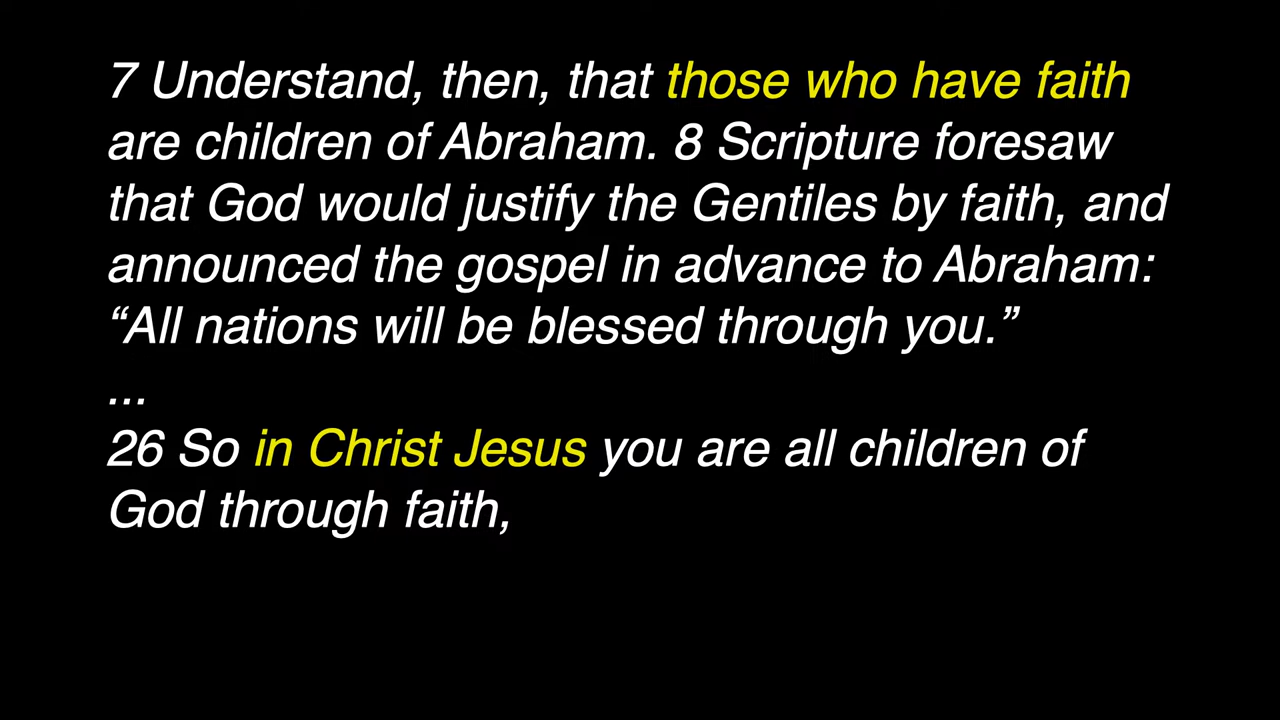 7 Understand, then, that those who have faith
are children of Abraham. 8 Scripture foresaw
that God would justify the Gentiles by faith, and
announced the gospel in advance to Abraham:
“All nations will be blessed through you.”
...
26 So in Christ Jesus you are all children of
God through faith,